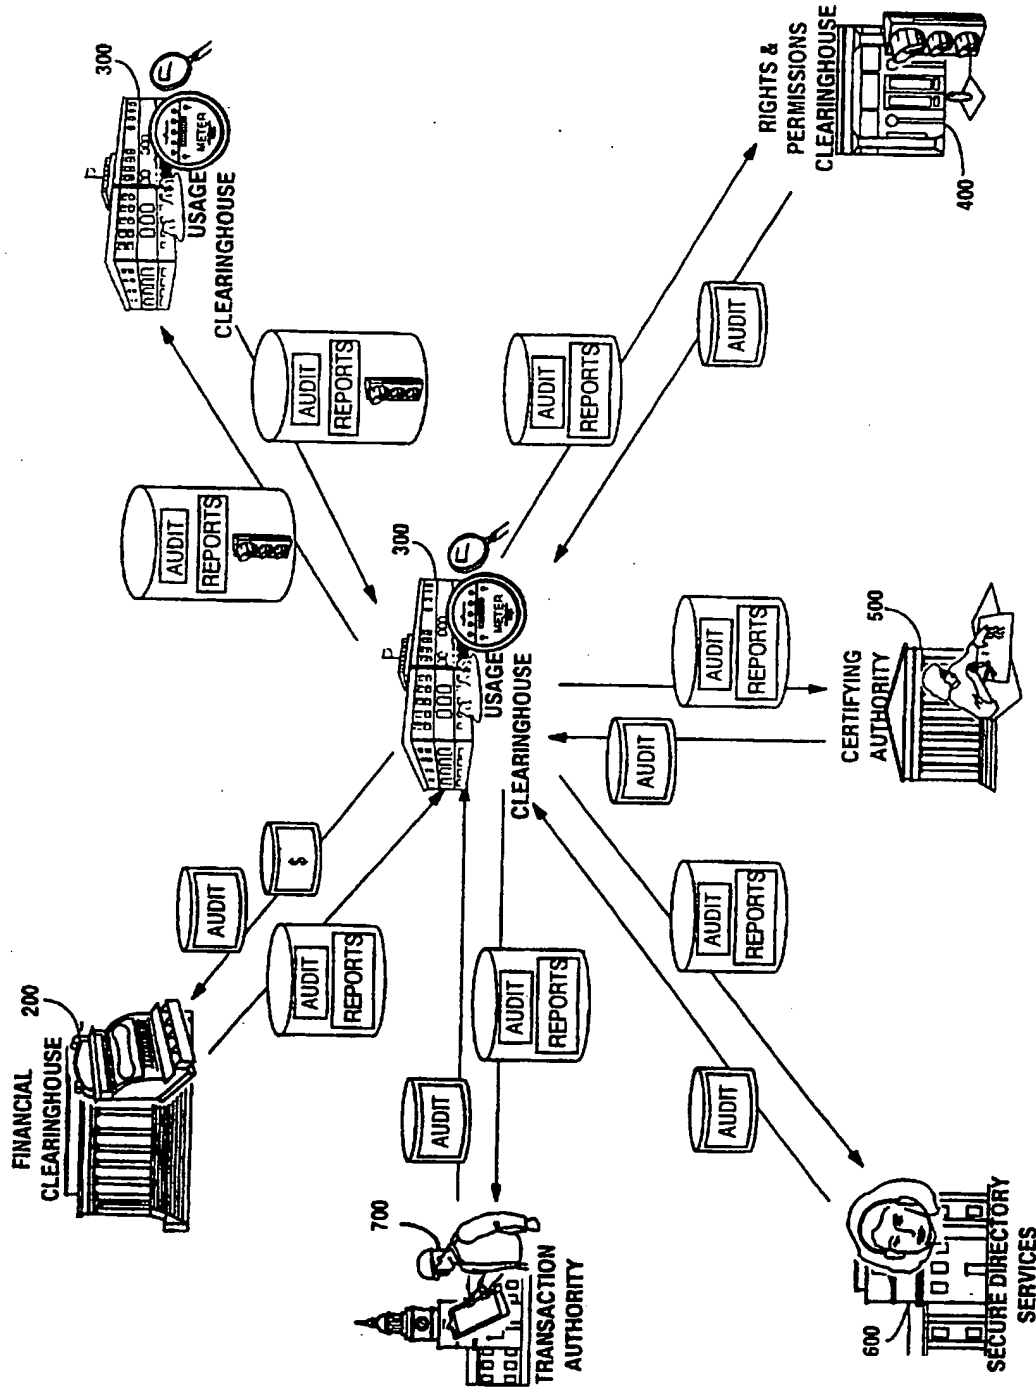 FINANCIAL
CLEARINGHOUSE
200
AUDIT
$
AUDIT
REPORTS
AUDIT
REPORTS
300
METER
USAGE
CLEARINGHOUSE
AUDIT
REPORTS
700
TRANSACTION
AUTHORITY
AUDIT
AUDIT
REPORTS
300
METER
USAGE
CLEARINGHOUSE
AUDIT
REPORTS
RIGHTS &
PERMISSIONS
CLEARINGHOUSE
400
AUDIT
600
SECURE DIRECTORY
SERVICES
AUDIT
AUDIT
REPORTS
AUDIT
AUDIT
REPORTS
CERTIFYING
AUTHORITY
500